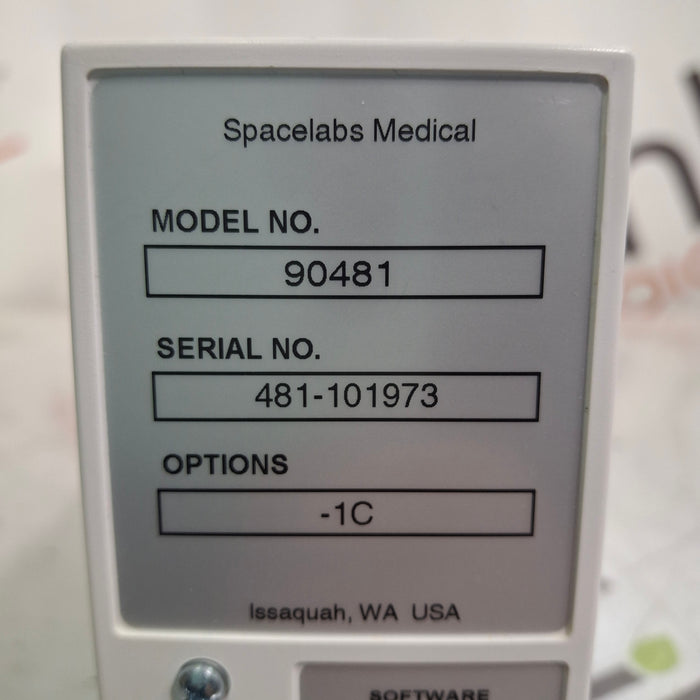 Spacelabs Medical
MODEL NO.
90481
SERIAL NO.
481-101973
OPTIONS
-1C
Issaquah, WA USA
SOFTWARE